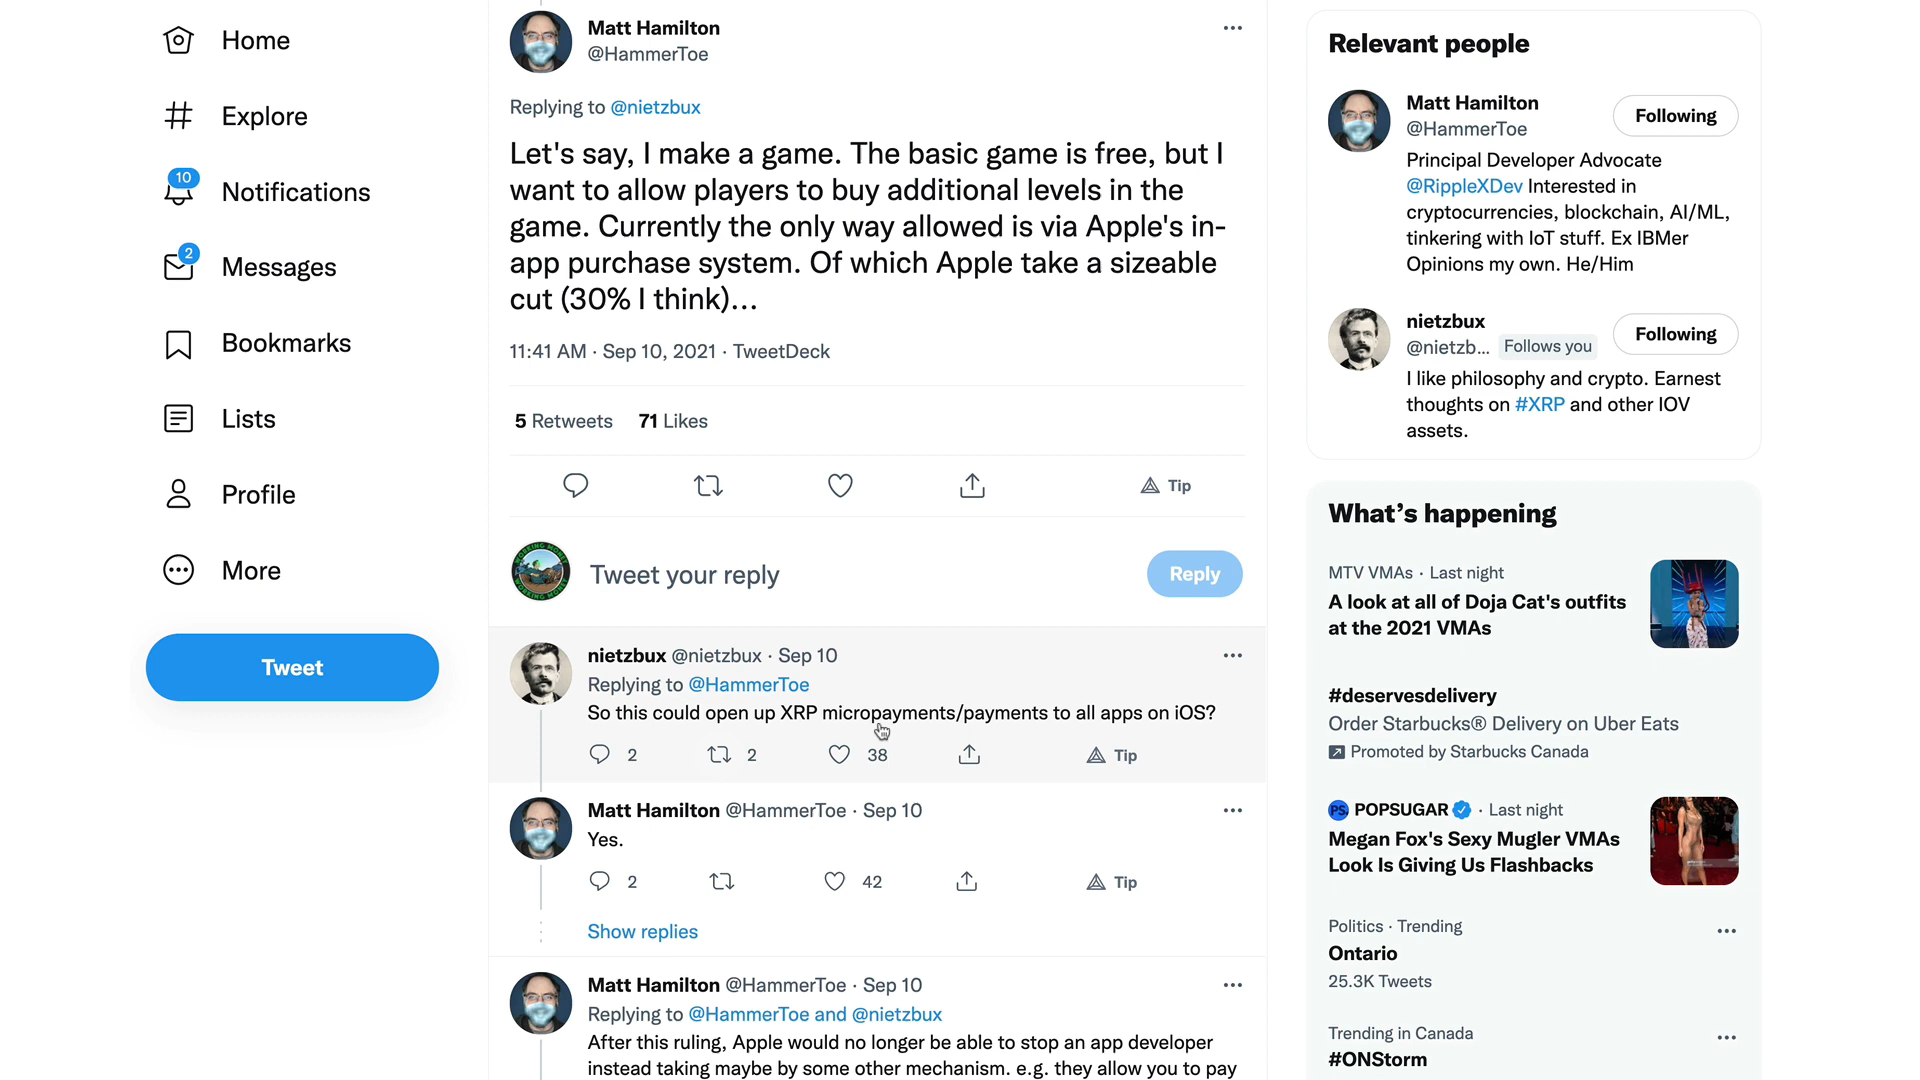 Home
Explore
10
Notifications
2
Messages
Bookmarks
Lists
Profile
More
Tweet
Matt Hamilton
@HammerToe
Replying to @nietzbux
Let's say, I make a game. The basic game is free, but I
want to allow players to buy additional levels in the
game. Currently the only way allowed is via Apple's in-
app purchase system. Of which Apple take a sizeable
cut (30% I think)...
11:41 AM · Sep 10, 2021 · TweetDeck
5 Retweets 71 Likes
Tip
Tweet your reply
Reply
nietzbux @nietzbux · Sep 10
Replying to @HammerToe
So this could open up XRP micropayments/payments to all apps on iOS?
2 2 38 Tip
Matt Hamilton @HammerToe · Sep 10
Yes.
2 42 Tip
Show replies
Matt Hamilton @HammerToe · Sep 10
Replying to @HammerToe and @nietzbux
After this ruling, Apple would no longer be able to stop an app developer
instead taking maybe by some other mechanism. e.g. they allow you to pay
Relevant people
Matt Hamilton
@HammerToe
Following
Principal Developer Advocate
@RippleXDev Interested in
cryptocurrencies, blockchain, AI/ML,
tinkering with IoT stuff. Ex IBMer
Opinions my own. He/Him
nietzbux
@nietzb... Follows you
Following
I like philosophy and crypto. Earnest
thoughts on #XRP and other IOV
assets.
What's happening
MTV VMAs · Last night
A look at all of Doja Cat's outfits
at the 2021 VMAs
#deservesdelivery
Order Starbucks® Delivery on Uber Eats
Promoted by Starbucks Canada
PS POPSUGAR · Last night
Megan Fox's Sexy Mugler VMAs
Look Is Giving Us Flashbacks
Politics · Trending
Ontario
25.3K Tweets
Trending in Canada
#ONStorm